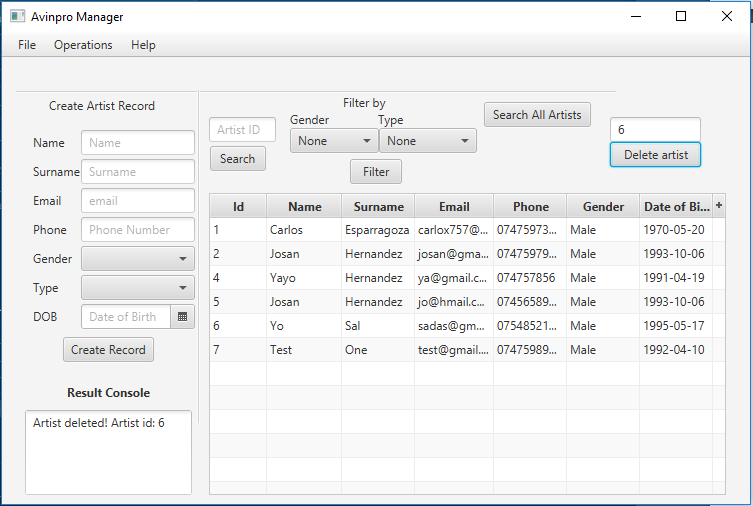 Avinpro Manager
File Operations Help
Create Artist Record
Name Name
Surname Surname
Email email
Phone Phone Number
Gender
Type
DOB Date of Birth
Create Record
Result Console
Artist deleted! Artist id: 6
Filter by
Gender Type
Artist ID None None
Search
Filter
Search All Artists
6
Delete artist
Id Name Surname Email Phone Gender Date of Bi... +
1 Carlos Esparragoza carlox757@... 07475973... Male 1970-05-20
2 Josan Hernandez josan@gma... 07475979... Male 1993-10-06
4 Yayo Hernandez ya@gmail.c... 074757856 Male 1991-04-19
5 Josan Hernandez jo@hmail.c... 07456589... Male 1993-10-06
6 Yo Sal sadas@gm... 07548521... Male 1995-05-17
7 Test One test@gmail.... 07475989... Male 1992-04-10